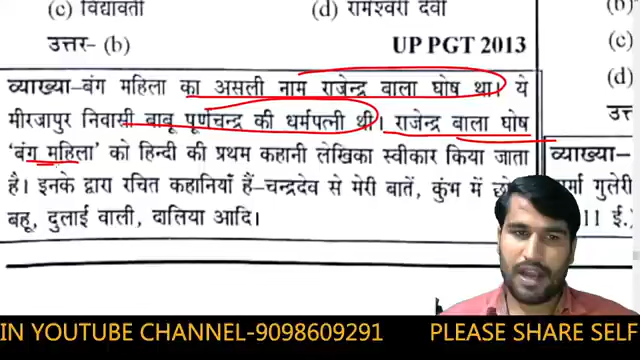 (c) विद्यावती (d) रामेश्वरी देवी
उत्तर– (b) UP PGT 2013
व्याख्या–बंग महिला का असली नाम राजेन्द्र बाला घोष था। ये
मीरजापुर निवासी बाबू पूर्णचन्द्र की धर्मपत्नी थी। राजेन्द्र बाला घोष
'बंग महिला' को हिन्दी की प्रथम कहानी लेखिका स्वीकार किया जाता
है। इनके द्वारा रचित कहानियाँ हैं–चन्द्रदेव से मेरी बातें, कुंभ में
बहू, दुलाई वाली, दालिया आदि।
(b)
(c)
(d)
व्याख्या–
गुलेरी
11 ई.)
IN YOUTUBE CHANNEL-9098609291 PLEASE SHARE SELF